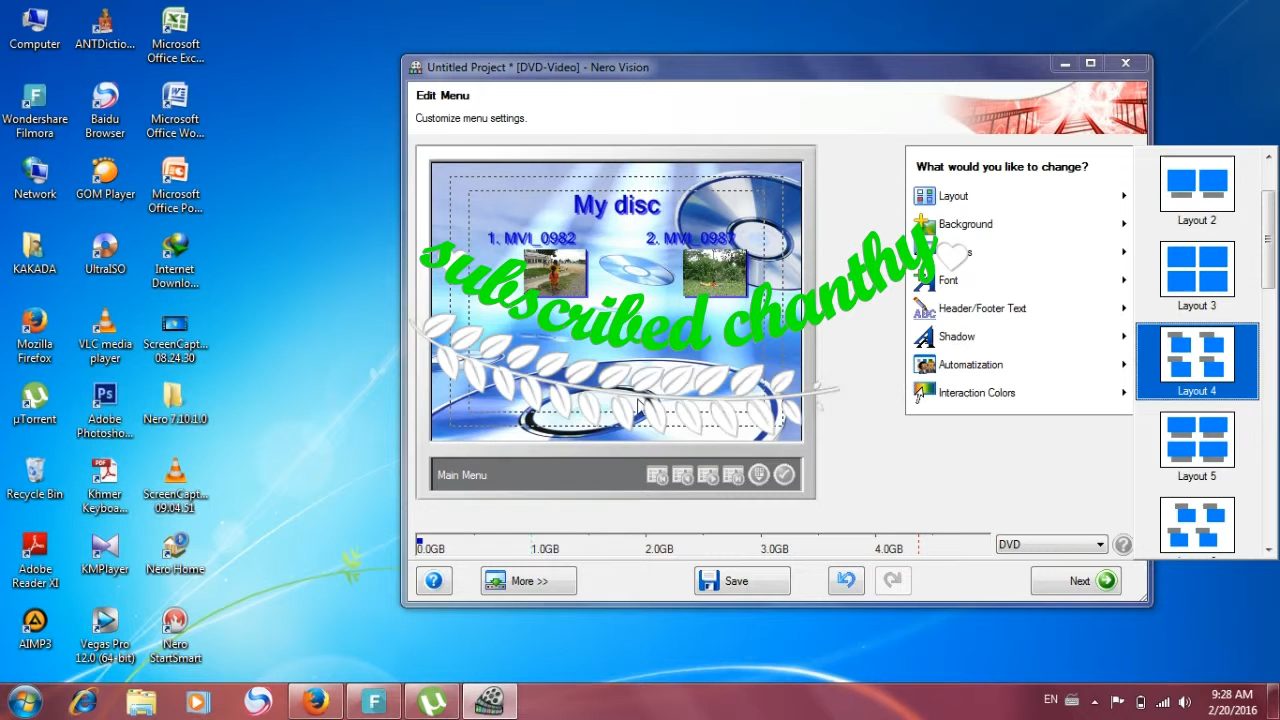 Computer
ANTDictio...
Microsoft
Office Exc...
Wondershare
Filmora
Baidu
Browser
Microsoft
Office Wo...
Network
GOM Player
Microsoft
Office Po...
KAKADA
UltraISO
Internet
Downlo...
Mozilla
Firefox
VLC media
player
ScreenCapt...
08.24.30
µTorrent
Adobe
Photosho...
Nero 7.10.1.0
Recycle Bin
Khmer
Keyboa...
ScreenCapt...
09.04.51
Adobe
Reader XI
KMPlayer
Nero Home
AIMP3
Vegas Pro
12.0 (64-bit)
Nero
StartSmart
Untitled Project * [DVD-Video] - Nero Vision
Edit Menu
Customize menu settings.
My disc
1. MVI_0982
2. MVI_0987
subscribed chanthy
Main Menu
What would you like to change?
Layout
Background
Font
Header/Footer Text
Shadow
Automatization
Interaction Colors
Layout 2
Layout 3
Layout 4
Layout 5
0.0GB 1.0GB 2.0GB 3.0GB 4.0GB
DVD
More >>
Save
Next
EN
9:28 AM
2/20/2016